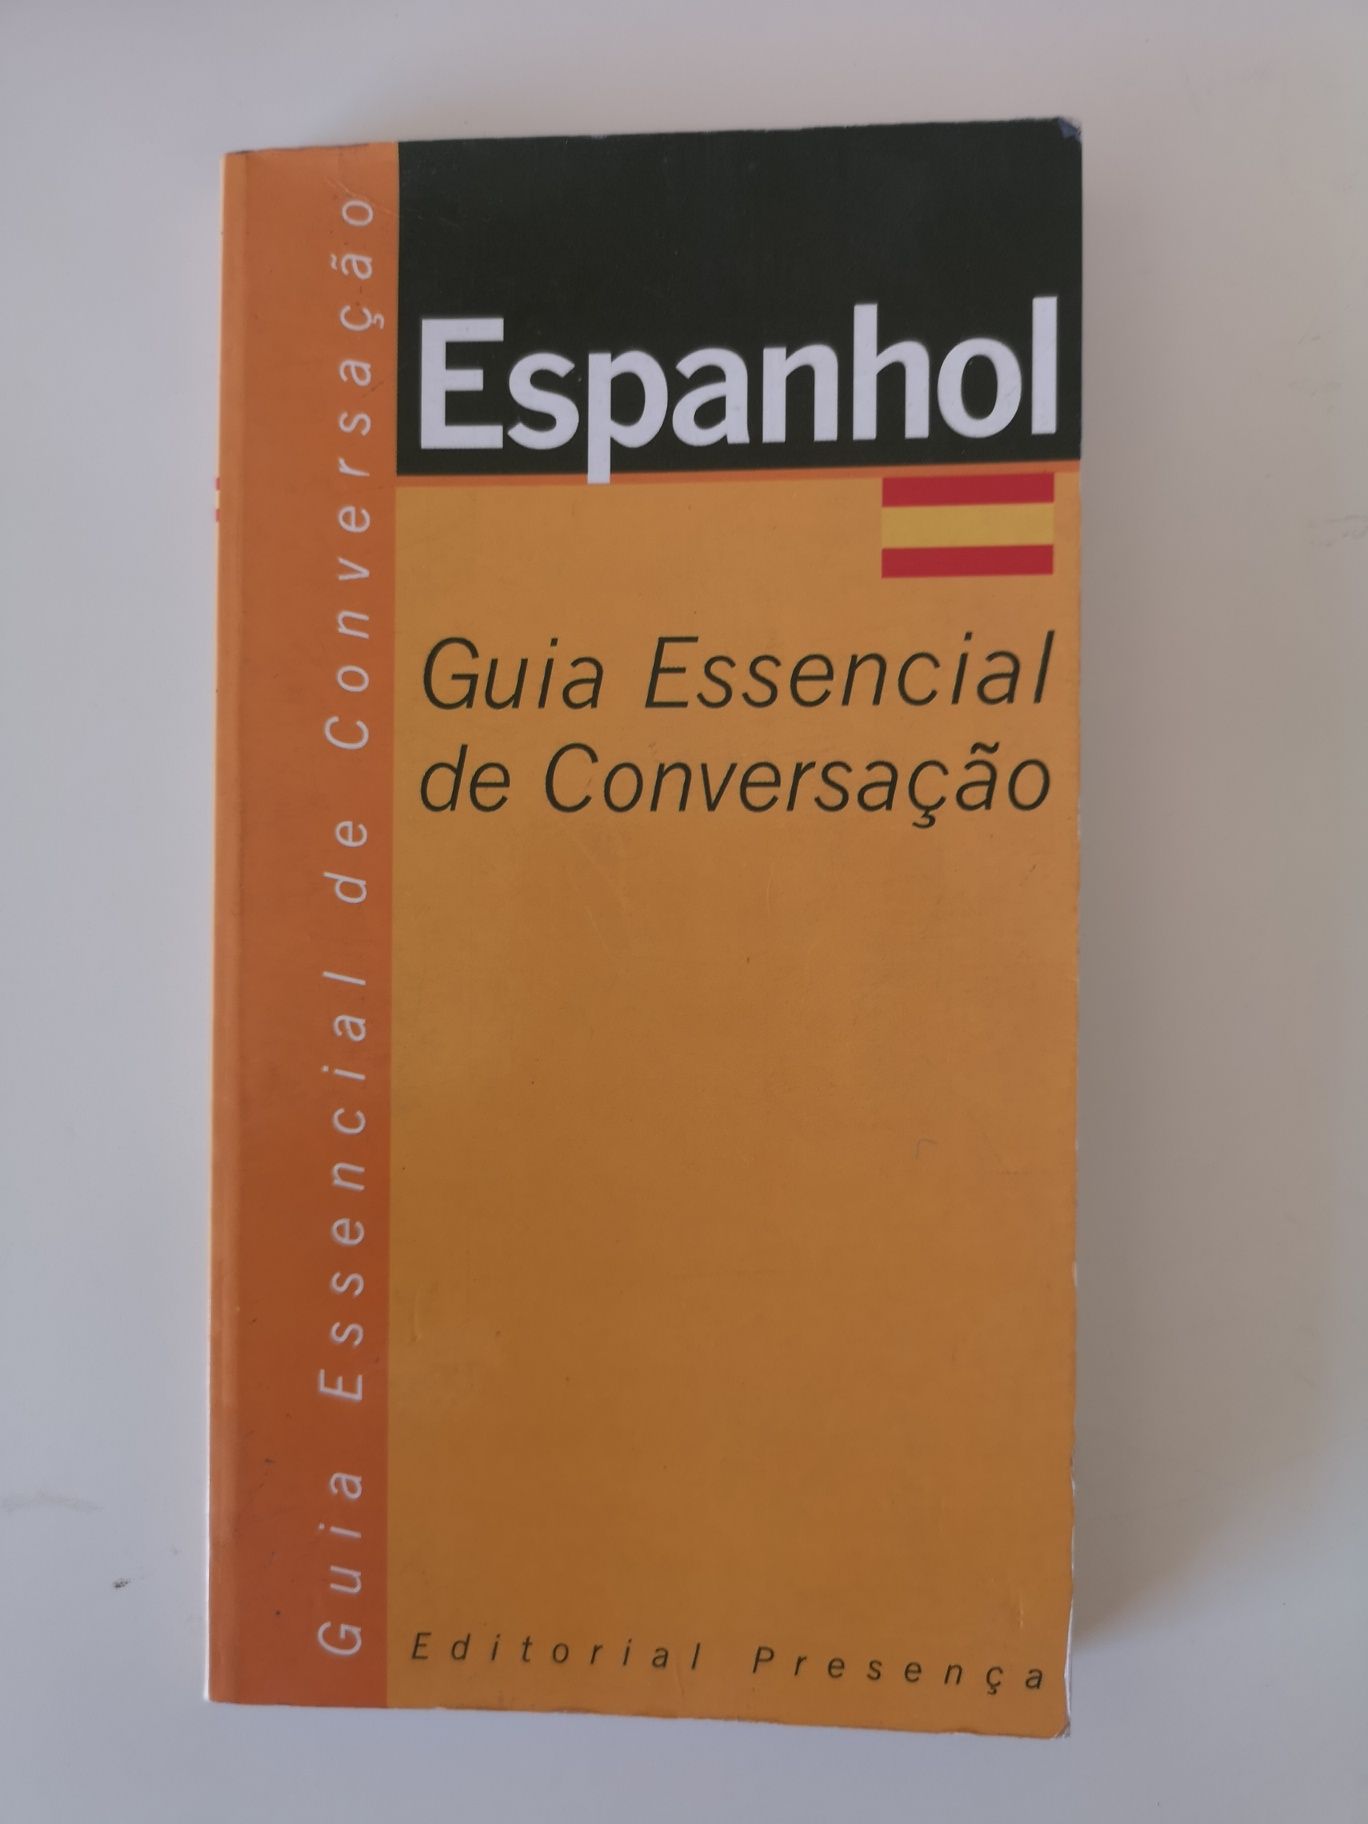 Guia Essencial de Conversação
Espanhol
Guia Essencial
de Conversação
Editorial Presença